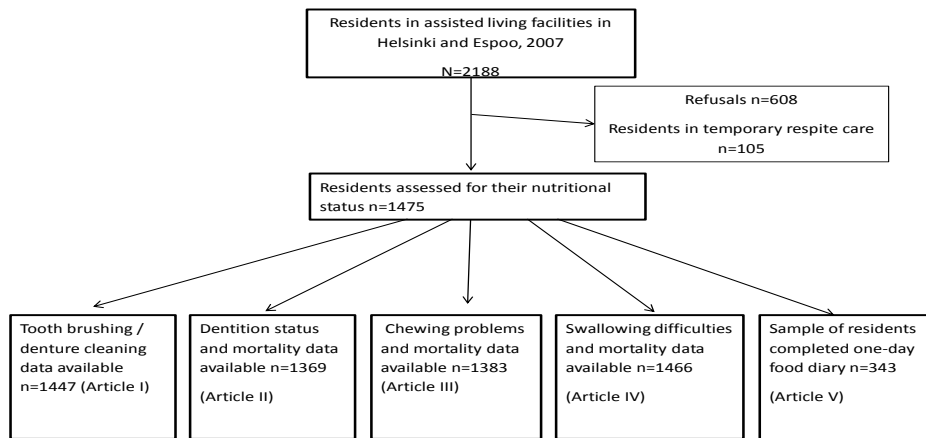 Residents in assisted living facilities in
Helsinki and Espoo, 2007
N=2188
Refusals n=608
Residents in temporary respite care
n=105
Residents assessed for their nutritional
status n=1475
Tooth brushing /
denture cleaning
data available
n=1447 (Article I)
Dentition status
and mortality data
available n=1369
(Article II)
Chewing problems
and mortality data
available n=1383
(Article III)
Swallowing difficulties
and mortality data
available n=1466
(Article IV)
Sample of residents
completed one-day
food diary n=343
(Article V)